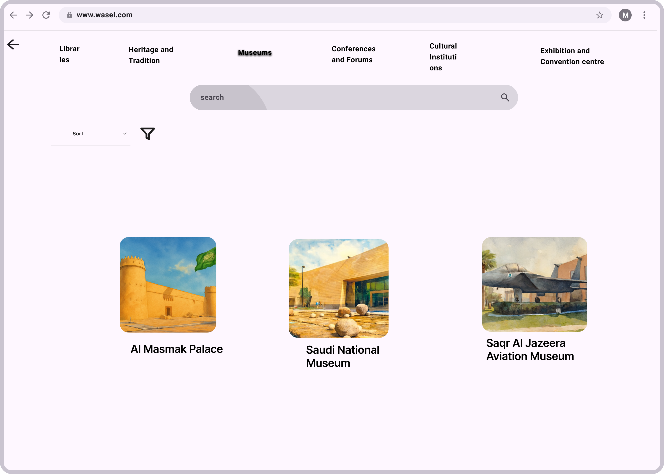 www.wasel.com
M
Librar
ies
Heritage and
Tradition
Museums
Conferences
and Forums
Cultural
Instituti
ons
Exhibition and
Convention centre
search
Sort
Al Masmak Palace
Saudi National
Museum
Saqr Al Jazeera
Aviation Museum